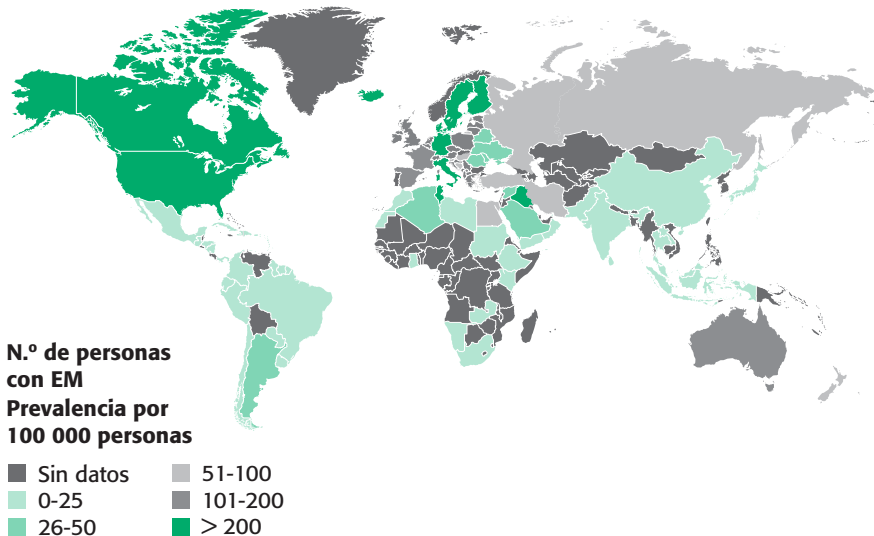 N.º de personas
con EM
Prevalencia por
100 000 personas
Sin datos
0-25
26-50
51-100
101-200
> 200